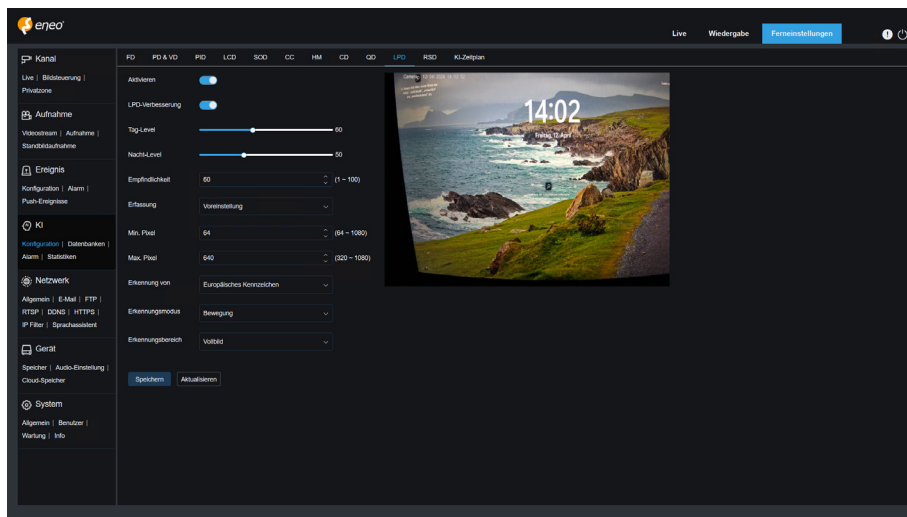 eneo
Live Wiedergabe Ferneinstellungen
Kanal
Live | Bildsteuerung |
Privatzone
Aufnahme
Videostream | Aufnahme |
Standbildaufnahme
Ereignis
Konfiguration | Alarm |
Push-Ereignisse
KI
Konfiguration | Datenbanken |
Alarm | Statistiken
Netzwerk
Allgemein | E-Mail | FTP |
RTSP | DDNS | HTTPS |
IP Filter | Sprachassistent
Gerät
Speicher | Audio-Einstellung |
Cloud-Speicher
System
Allgemein | Benutzer |
Wartung | Info
FD PD & VD PID LCD SOD CC HM CD QD LPD RSD KI-Zeitplan
Aktivieren
LPD-Verbesserung
Tag-Level 60
Nacht-Level 50
Empfindlichkeit 60 (1 ~ 100)
Erfassung Voreinstellung
Min. Pixel 64 (64 ~ 1080)
Max. Pixel 640 (320 ~ 1080)
Erkennung von Europäisches Kennzeichen
Erkennungsmodus Bewegung
Erkennungsbereich Vollbild
Speichern Aktualisieren
14:02
Freitag, 12. April